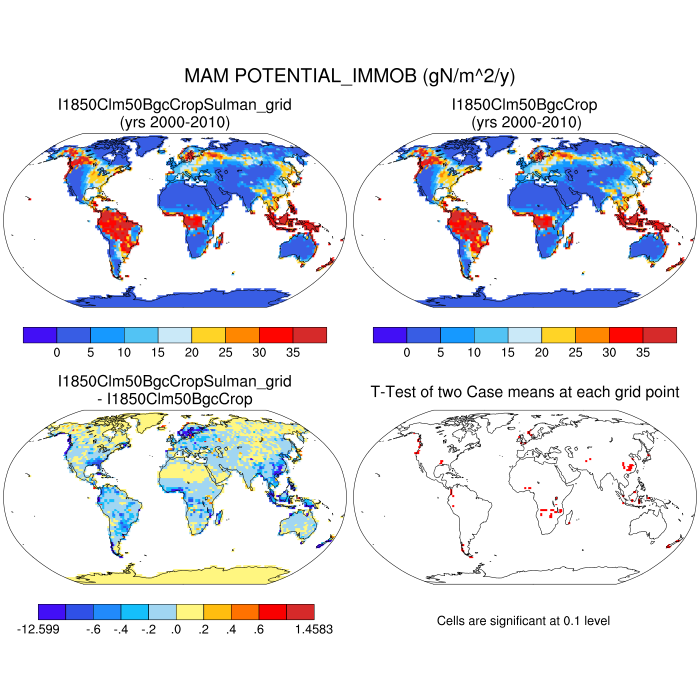 MAM POTENTIAL_IMMOB (gN/m^2/y)
I1850Clm50BgcCropSulman_grid
(yrs 2000-2010)
I1850Clm50BgcCrop
(yrs 2000-2010)
0 5 10 15 20 25 30 35
0 5 10 15 20 25 30 35
I1850Clm50BgcCropSulman_grid
- I1850Clm50BgcCrop
T-Test of two Case means at each grid point
-12.599 -.6 -.4 -.2 .0 .2 .4 .6 1.4583
Cells are significant at 0.1 level